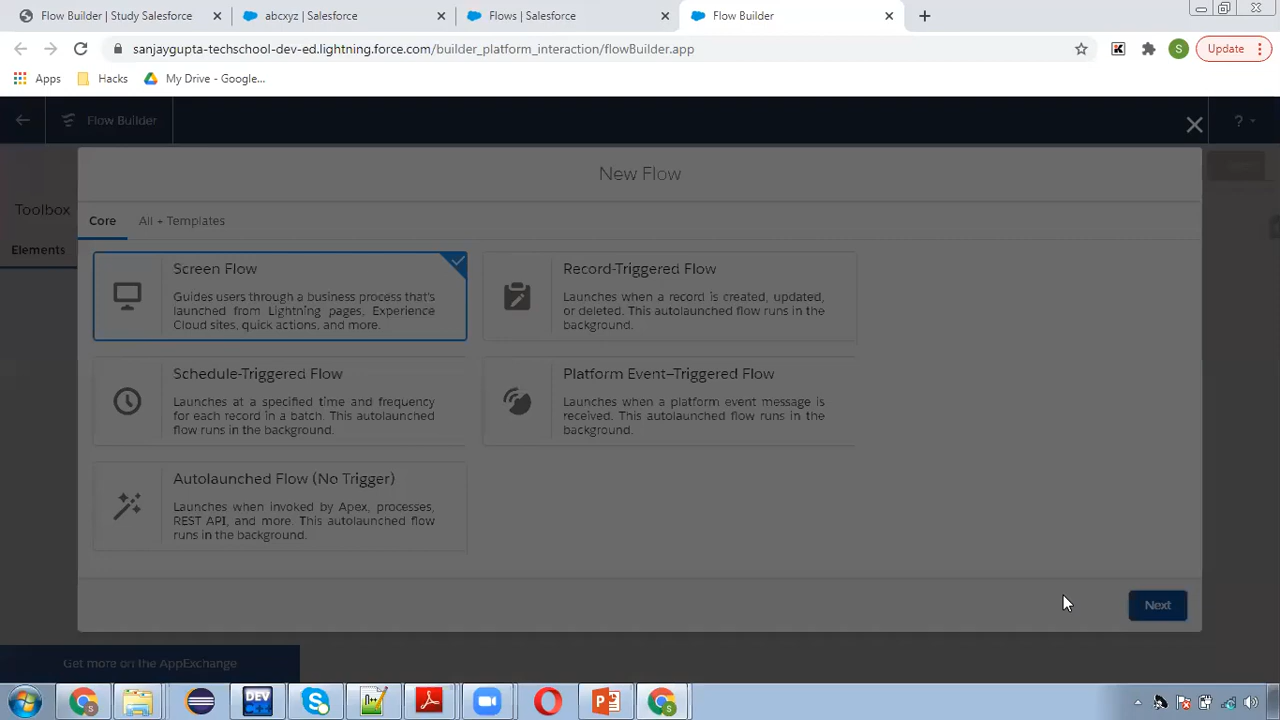 Flow Builder | Study Salesforce
abcxyz | Salesforce
Flows | Salesforce
Flow Builder
sanjaygupta-techschool-dev-ed.lightning.force.com/builder_platform_interaction/flowBuilder.app
S
Update
Apps
Hacks
My Drive - Google...
Flow Builder
?
New Flow
Toolbox
Core
All + Templates
Elements
Screen Flow
Guides users through a business process that's
launched from Lightning pages, Experience
Cloud sites, quick actions, and more.
Record-Triggered Flow
Launches when a record is created, updated,
or deleted. This autolaunched flow runs in the
background.
Schedule-Triggered Flow
Launches at a specified time and frequency
for each record in a batch. This autolaunched
flow runs in the background.
Platform Event—Triggered Flow
Launches when a platform event message is
received. This autolaunched flow runs in the
background.
Autolaunched Flow (No Trigger)
Launches when invoked by Apex, processes,
REST API, and more. This autolaunched flow
runs in the background.
Next
Get more on the AppExchange
DEV
C++